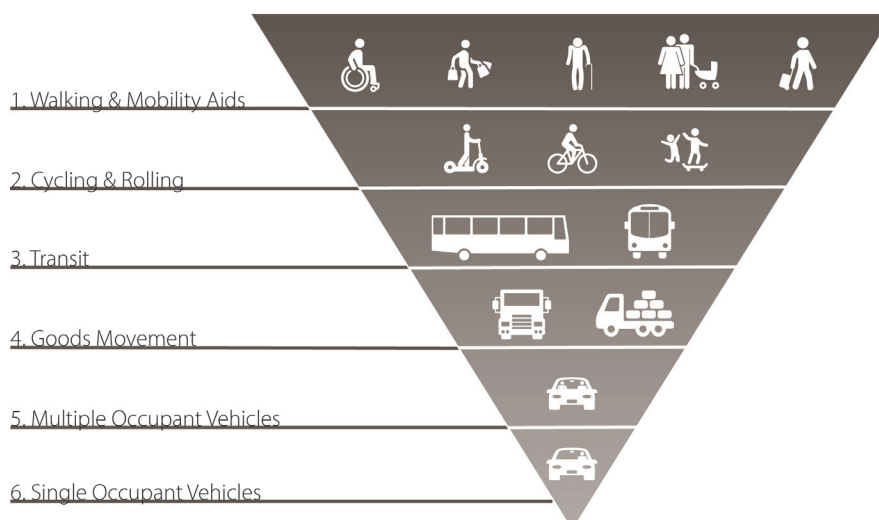 1. Walking & Mobility Aids
2. Cycling & Rolling
3. Transit
4. Goods Movement
5. Multiple Occupant Vehicles
6. Single Occupant Vehicles